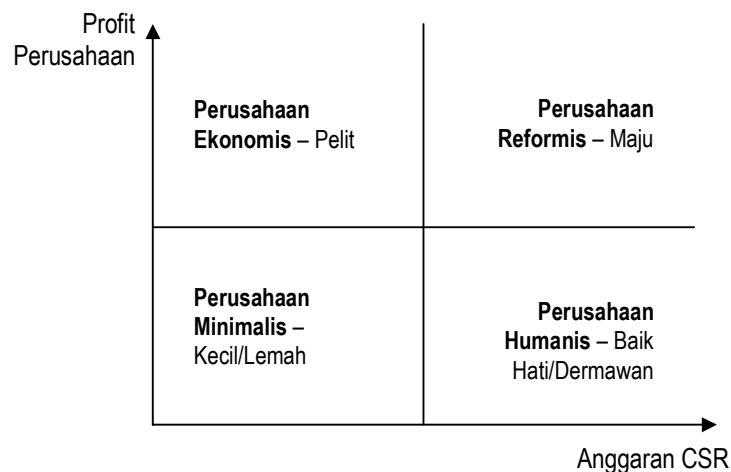 Profit
Perusahaan
Perusahaan
Ekonomis – Pelit
Perusahaan
Reformis – Maju
Perusahaan
Minimalis –
Kecil/Lemah
Perusahaan
Humanis – Baik
Hati/Dermawan
Anggaran CSR